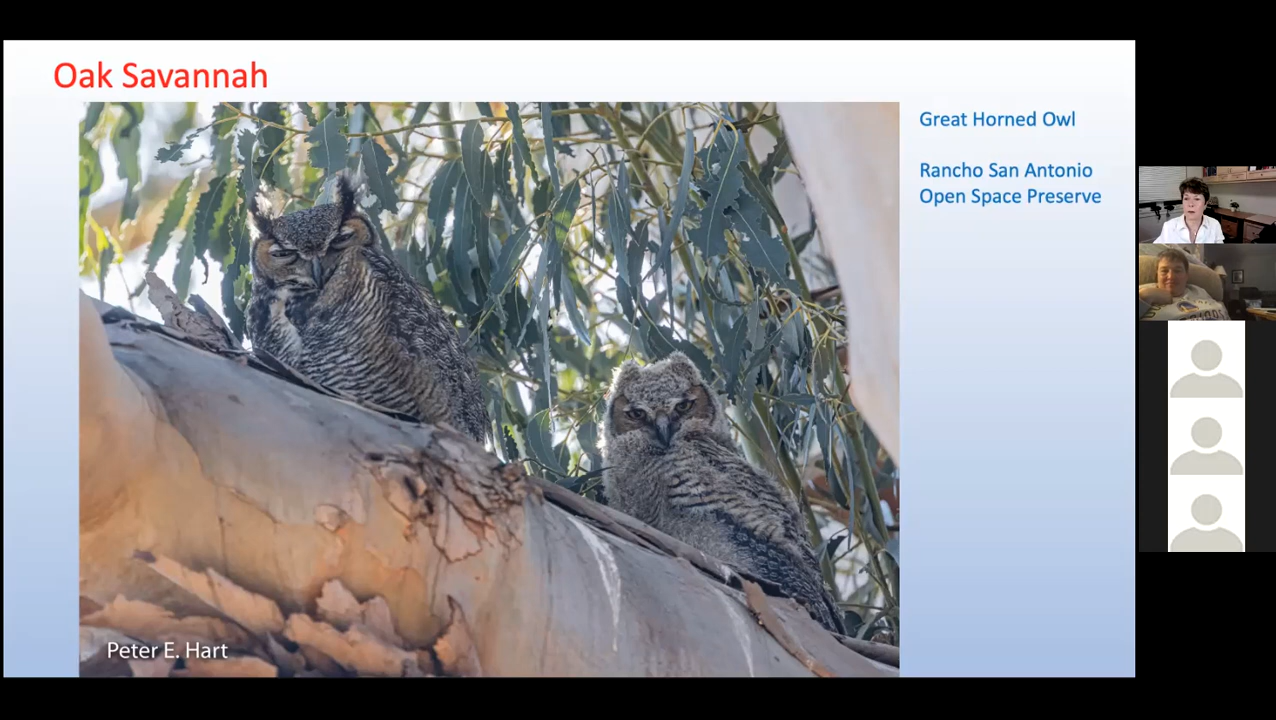 Oak Savannah
Great Horned Owl
Rancho San Antonio
Open Space Preserve
Peter E. Hart